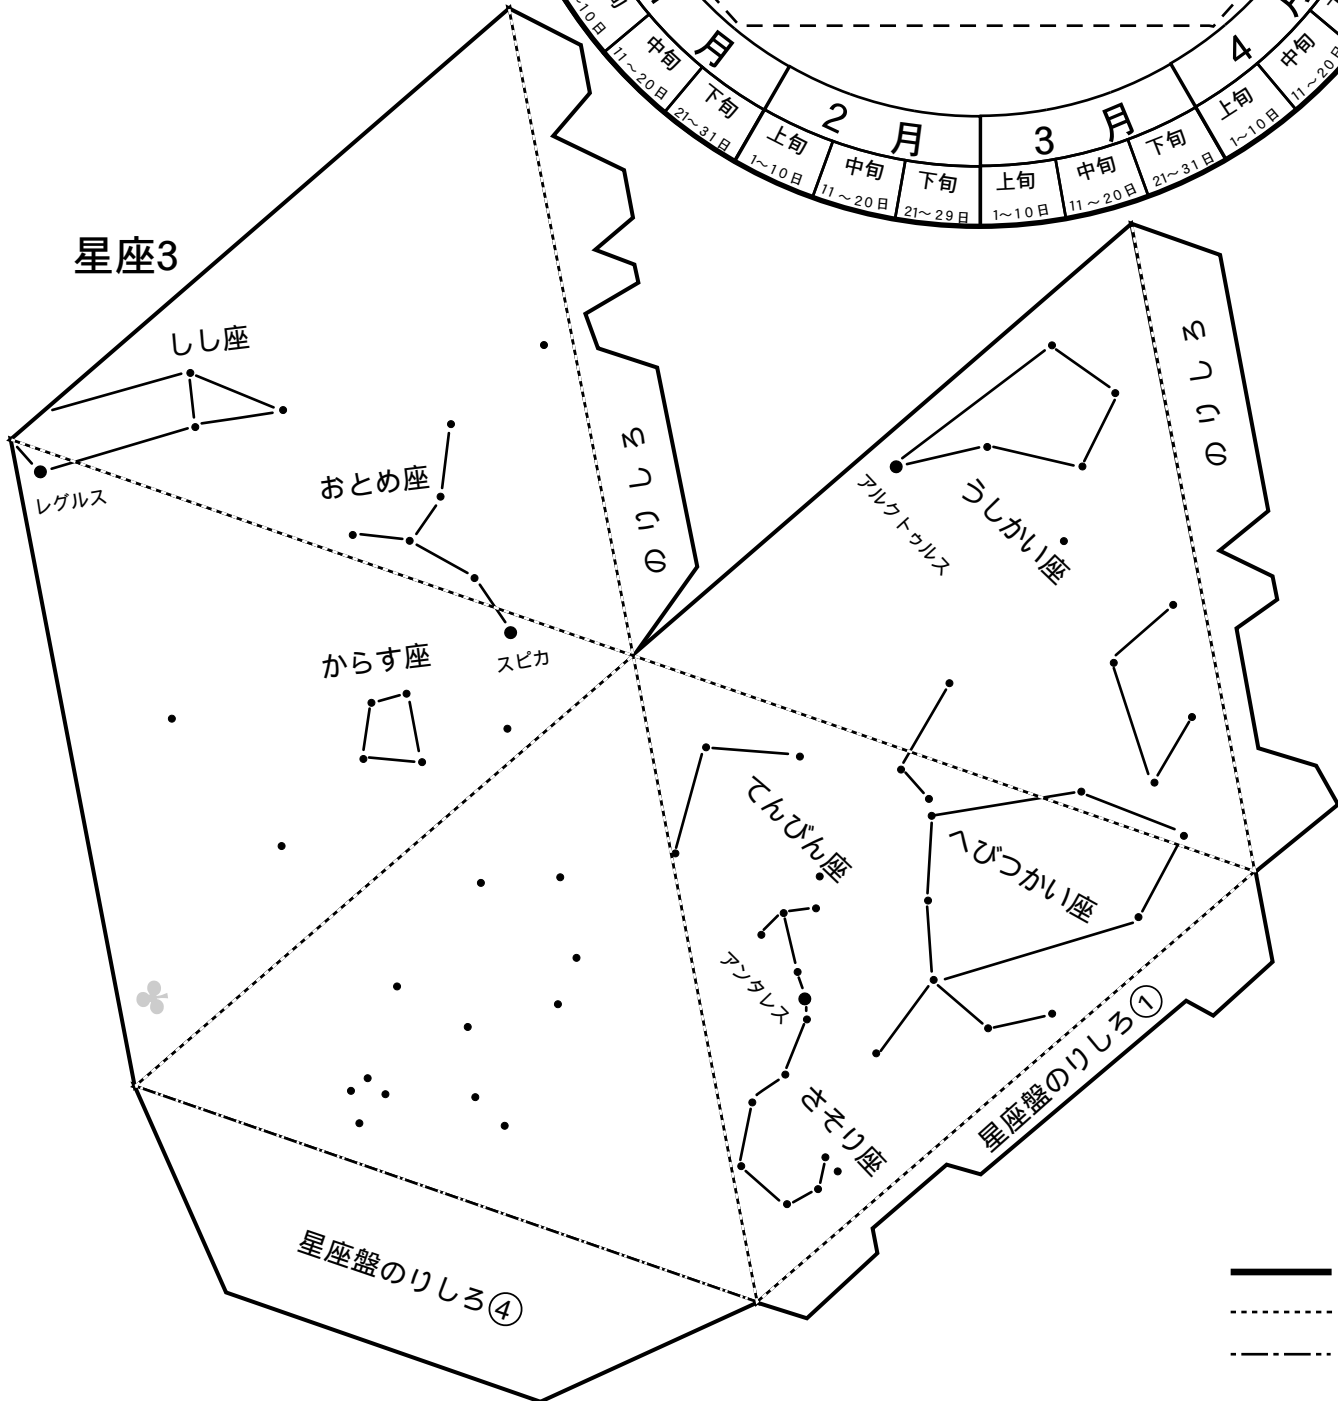 月
2月
3月
4月
10日
中旬
11～20日
下旬
21～31日
上旬
1～10日
中旬
11～20日
下旬
21～29日
上旬
1～10日
中旬
11～20日
下旬
21～31日
上旬
1～10日
中旬
11～20日
星座3
しし座
レグルス
おとめ座
スピカ
からす座
のりしろ
のりしろ
アルクトゥルス
うしかい座
てんびん座
へびつかい座
アンタレス
さそり座
星座盤のりしろ①
星座盤のりしろ④